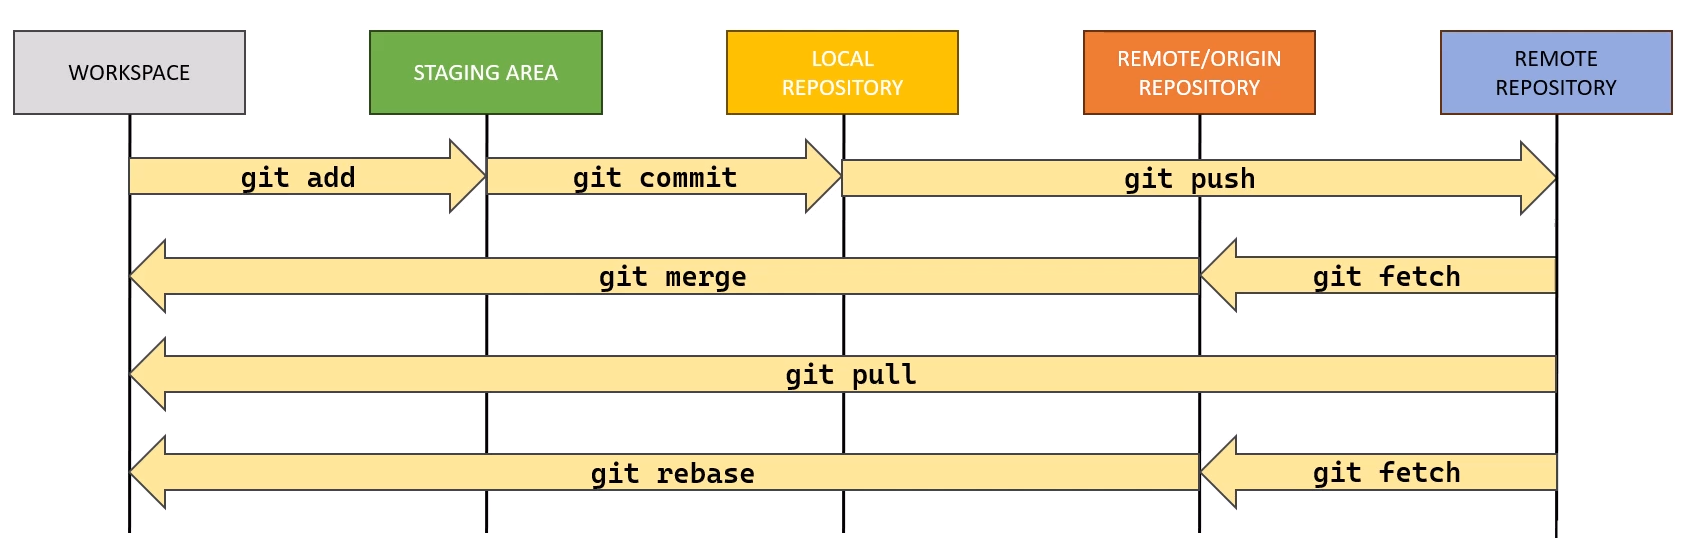 WORKSPACE
STAGING AREA
LOCAL
REPOSITORY
REMOTE/ORIGIN
REPOSITORY
REMOTE
REPOSITORY
git add
git commit
git push
git merge
git fetch
git pull
git rebase
git fetch